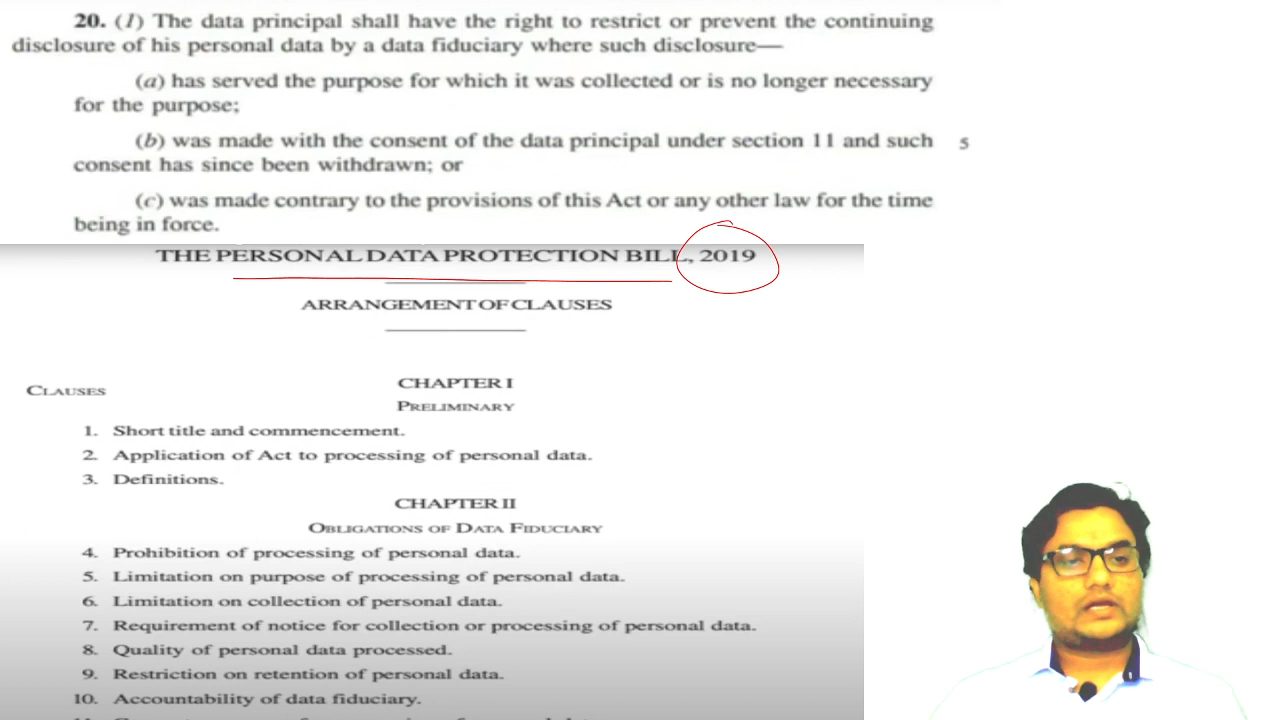 20. (1) The data principal shall have the right to restrict or prevent the continuing
disclosure of his personal data by a data fiduciary where such disclosure—
(a) has served the purpose for which it was collected or is no longer necessary
for the purpose;
(b) was made with the consent of the data principal under section 11 and such 5
consent has since been withdrawn; or
(c) was made contrary to the provisions of this Act or any other law for the time
being in force.
THE PERSONAL DATA PROTECTION BILL, 2019
ARRANGEMENT OF CLAUSES
CHAPTER I
CLAUSES
PRELIMINARY
1. Short title and commencement.
2. Application of Act to processing of personal data.
3. Definitions.
CHAPTER II
OBLIGATIONS OF DATA FIDUCIARY
4. Prohibition of processing of personal data.
5. Limitation on purpose of processing of personal data.
6. Limitation on collection of personal data.
7. Requirement of notice for collection or processing of personal data.
8. Quality of personal data processed.
9. Restriction on retention of personal data.
10. Accountability of data fiduciary.